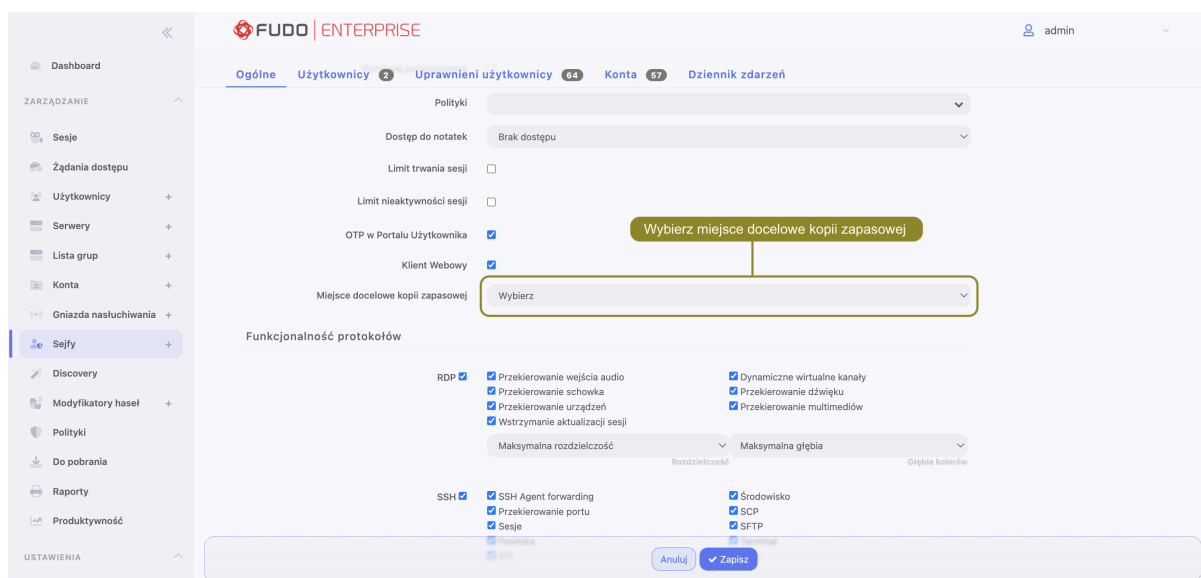 FUDO ENTERPRISE
admin
Dashboard
ZARZĄDZANIE
Sesje
Żądania dostępu
Użytkownicy +
Serwery +
Lista grup +
Konta +
Gniazda nasłuchiwania +
Sejfy +
Discovery
Modyfikatory haseł +
Polityki
Do pobrania
Raporty
Produktywność
USTAWIENIA
Ogólne Użytkownicy 2 Uprawnieni użytkownicy 64 Konta 57 Dziennik zdarzeń
Polityki
Dostęp do notatek Brak dostępu
Limit trwania sesji
Limit nieaktywności sesji
OTP w Portalu Użytkownika
Wybierz miejsce docelowe kopii zapasowej
Klient Webowy
Miejsce docelowe kopii zapasowej Wybierz
Funkcjonalność protokołów
RDP Przekierowanie wejścia audio Dynamiczne wirtualne kanały
Przekierowanie schowka Przekierowanie dźwięku
Przekierowanie urządzeń Przekierowanie multimediów
Wstrzymanie aktualizacji sesji
Maksymalna rozdzielczość Maksymalna głębia
Rozdzielczość Głębia kolorów
SSH SSH Agent forwarding Środowisko
Przekierowanie portu SCP
Sesje SFTP
Powłoka Terminal
X11
Anuluj Zapisz